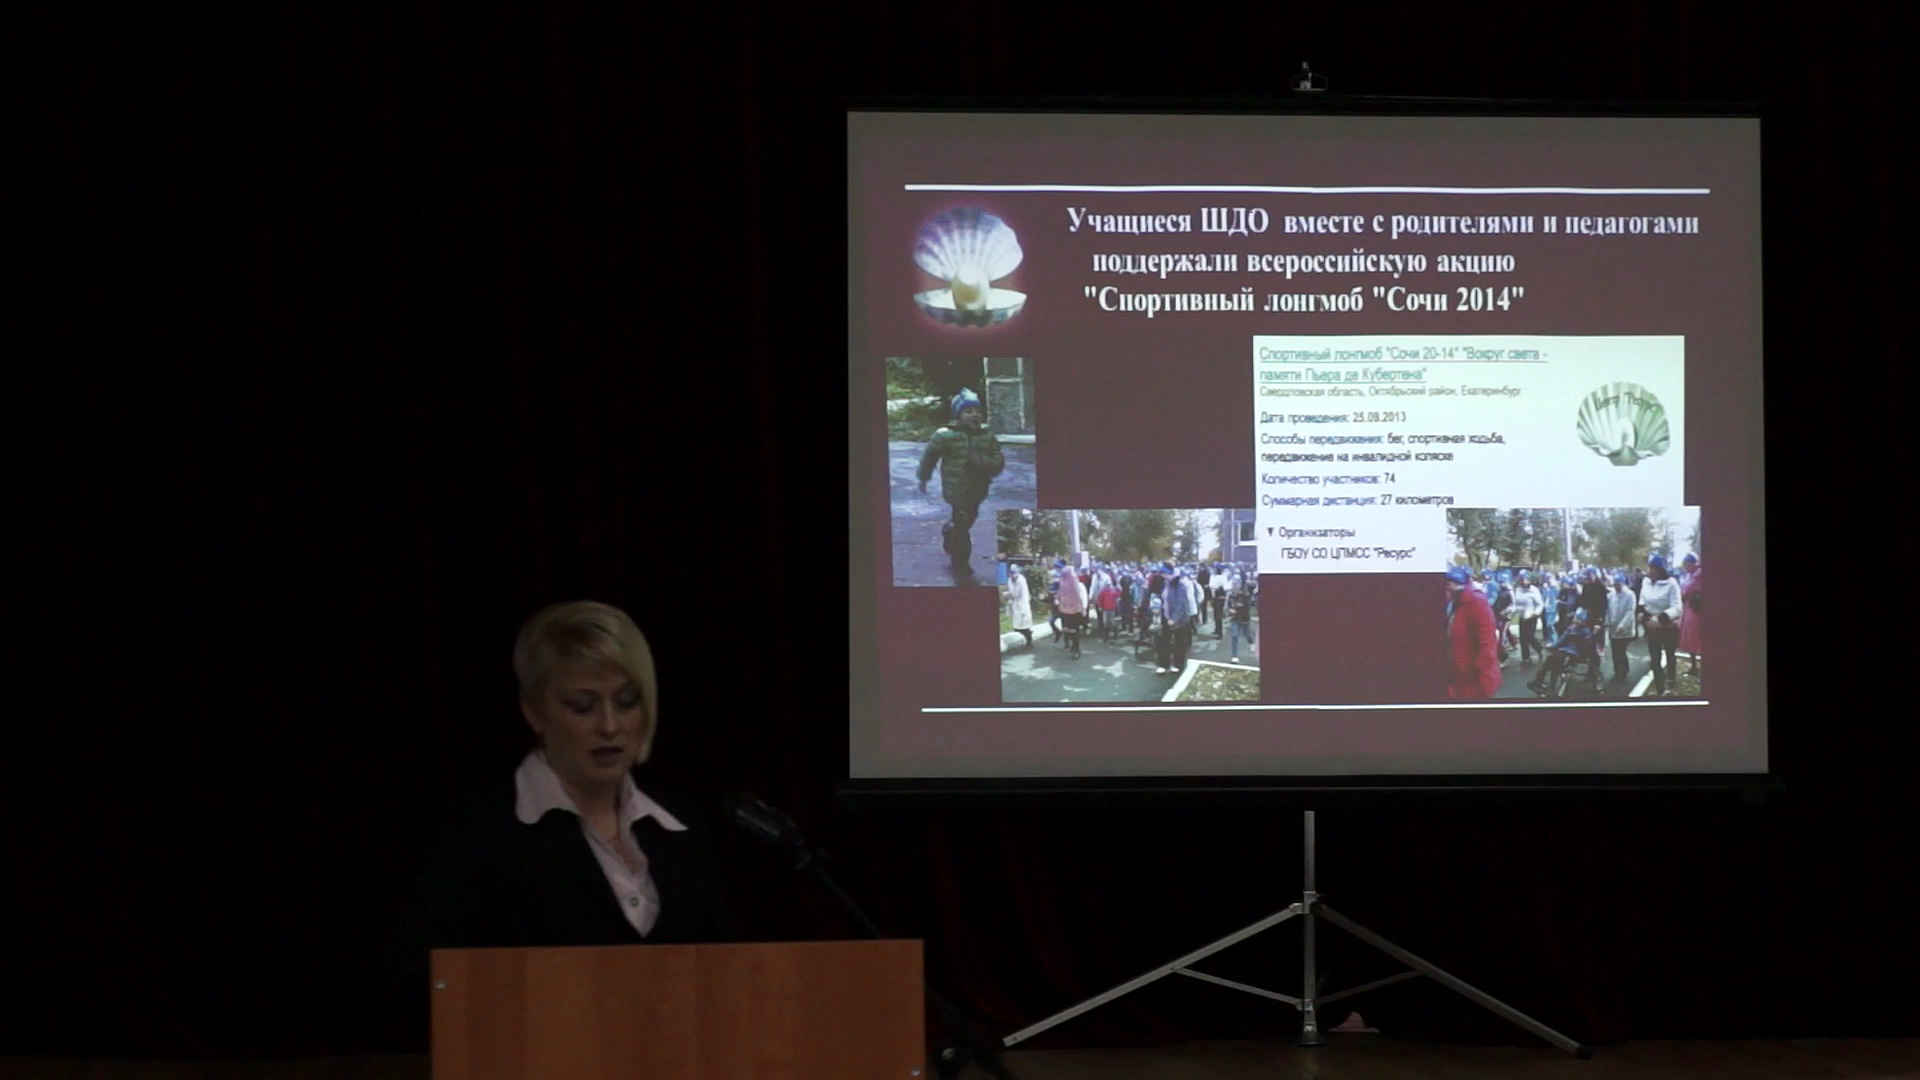 Учащиеся ШДО вместе с родителями и педагогами
поддержали всероссийскую акцию
"Спортивный лонгмоб "Сочи 2014"
Спортивный лонгмоб "Сочи 20-14" "Вокруг света -
памяти Пьера де Кубертена"
Свердловская область, Октябрьский район, Екатеринбург
Дата проведения: 25.09.2013
Способы передвижения: бег, спортивная ходьба,
передвижение на инвалидной коляске
Количество участников: 74
Суммарная дистанция: 27 километров
▼ Организаторы
ГБОУ СО ЦПМСС "Ресурс"
Центр "Ресурс"